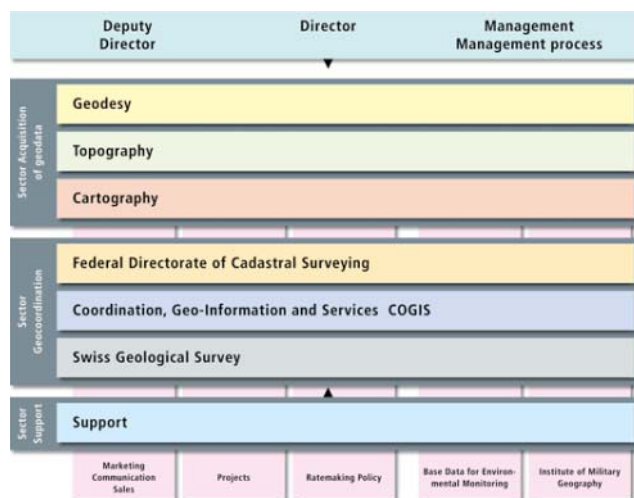 Deputy
Director
Director
Management
Management process
Sector Acquisition
of geodata
Geodesy
Topography
Cartography
Sector
Geocoordination
Federal Directorate of Cadastral Surveying
Coordination, Geo-Information and Services COGIS
Swiss Geological Survey
Sector
Support
Support
Marketing
Communication
Sales
Projects
Ratemaking Policy
Base Data for Environ-
mental Monitoring
Institute of Military
Geography